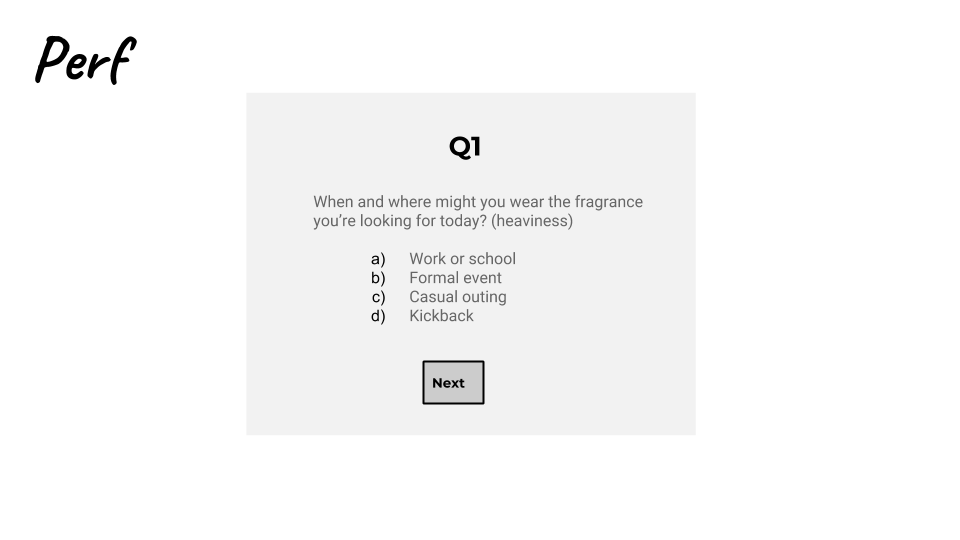 Perf
Q1
When and where might you wear the fragrance
you’re looking for today? (heaviness)
a) Work or school
b) Formal event
c) Casual outing
d) Kickback
Next